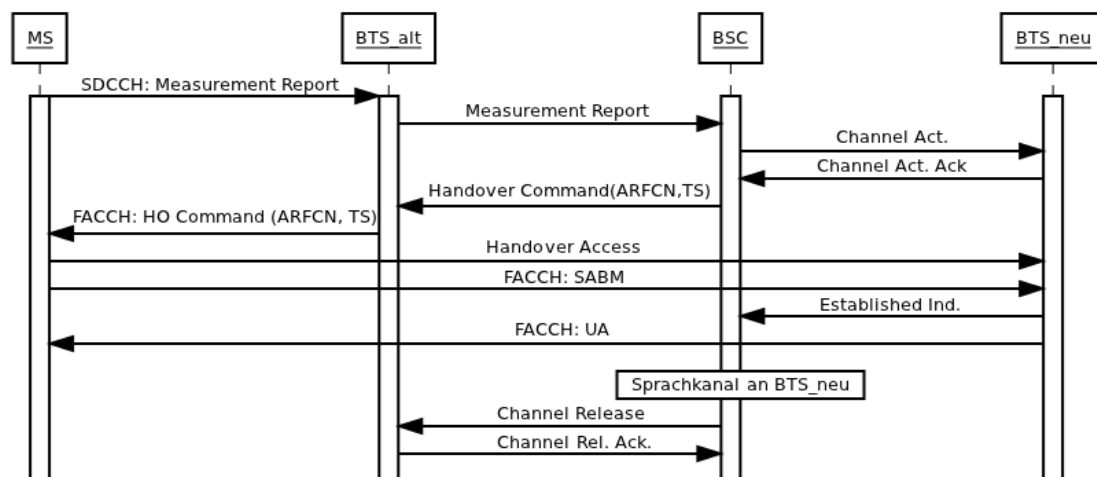 MS
BTS_alt
BSC
BTS_neu
SDCCH: Measurement Report
Measurement Report
Channel Act.
Channel Act. Ack
Handover Command(ARFCN,TS)
FACCH: HO Command (ARFCN, TS)
Handover Access
FACCH: SABM
Established Ind.
FACCH: UA
Sprachkanal an BTS_neu
Channel Release
Channel Rel. Ack.